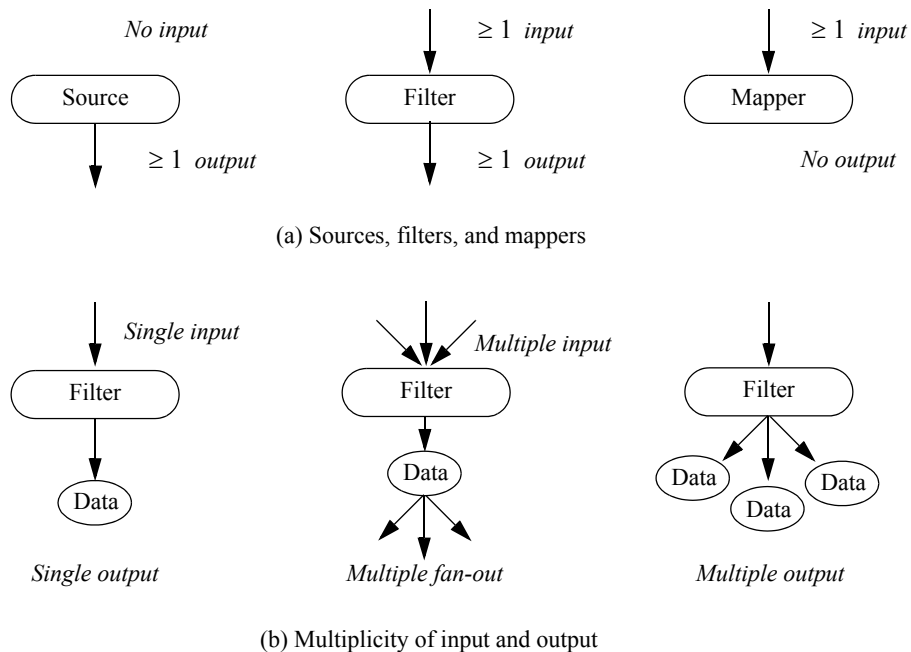 No input
≥ 1 input
≥ 1 input
Source
Filter
Mapper
≥ 1 output
≥ 1 output
No output
(a) Sources, filters, and mappers
Single input
Multiple input
Filter
Filter
Filter
Data
Data
Data
Data
Data
Single output
Multiple fan-out
Multiple output
(b) Multiplicity of input and output